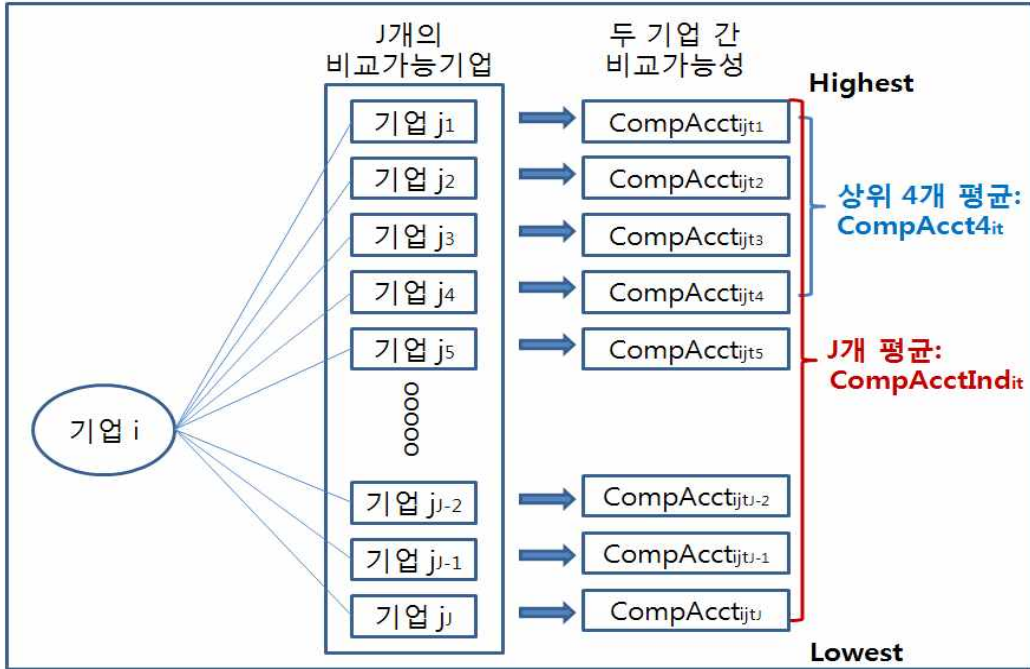 J개의
비교가능기업
두 기업 간
비교가능성
Highest
기업 j1
CompAcctijt1
기업 j2
CompAcctijt2
상위 4개 평균:
CompAcct4it
기업 j3
CompAcctijt3
기업 j4
CompAcctijt4
기업 j5
CompAcctijt5
J개 평균:
CompAcctIndit
기업 i
기업 jJ-2
CompAcctijtJ-2
기업 jJ-1
CompAcctijtJ-1
기업 jJ
CompAcctijtJ
Lowest